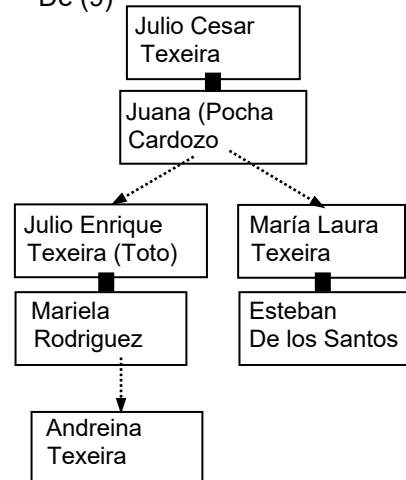 De (9)
Julio Cesar
Texeira
Juana (Pocha
Cardozo
Julio Enrique
Texeira (Toto)
María Laura
Texeira
Mariela
Rodriguez
Esteban
De los Santos
Andreina
Texeira